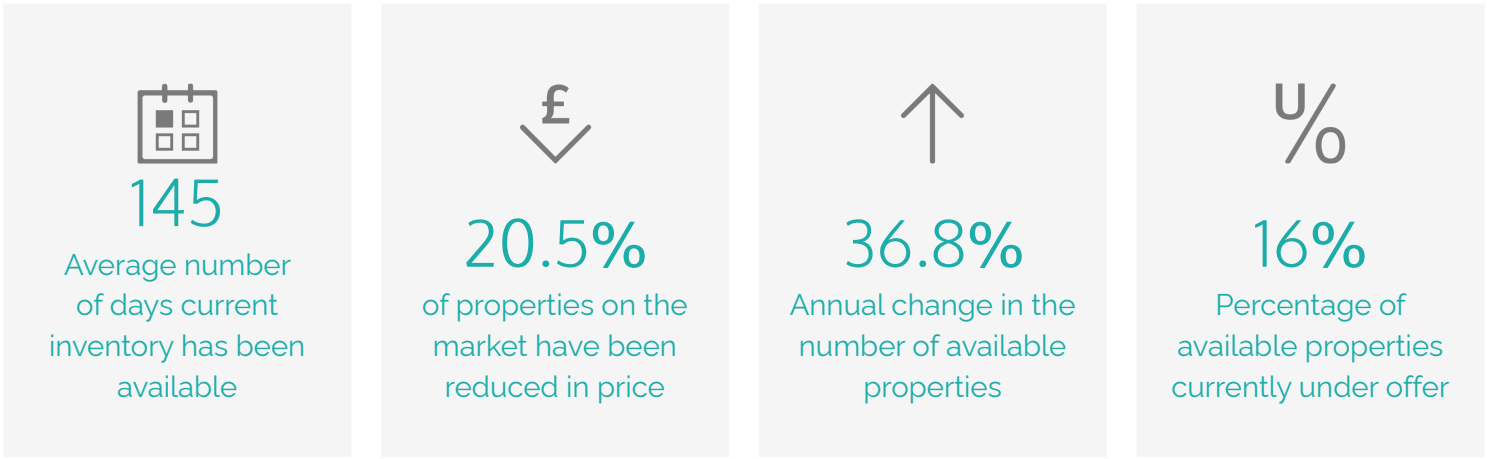 145
Average number
of days current
inventory has been
available
£
20.5%
of properties on the
market have been
reduced in price
36.8%
Annual change in the
number of available
properties
U/O
16%
Percentage of
available properties
currently under offer